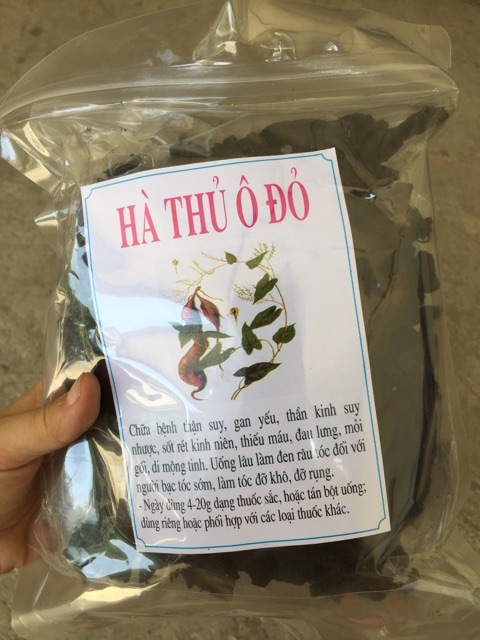 HÀ THỦ Ô ĐỎ
Chữa bệnh thận suy, gan yếu, thần kinh suy
nhược, sốt rét kinh niên, thiếu mấu, đau lưng, mỏi
gối, di mộng tinh. Uống lâu làm đen râu tóc đối với
người bạc tóc sớm, làm tóc đỡ khô, đỡ rụng.
- Ngày dùng 4-20g dạng thuốc sắc, hoặc tán bột uống;
dùng riêng hoặc phối hợp với các loại thuốc khác.